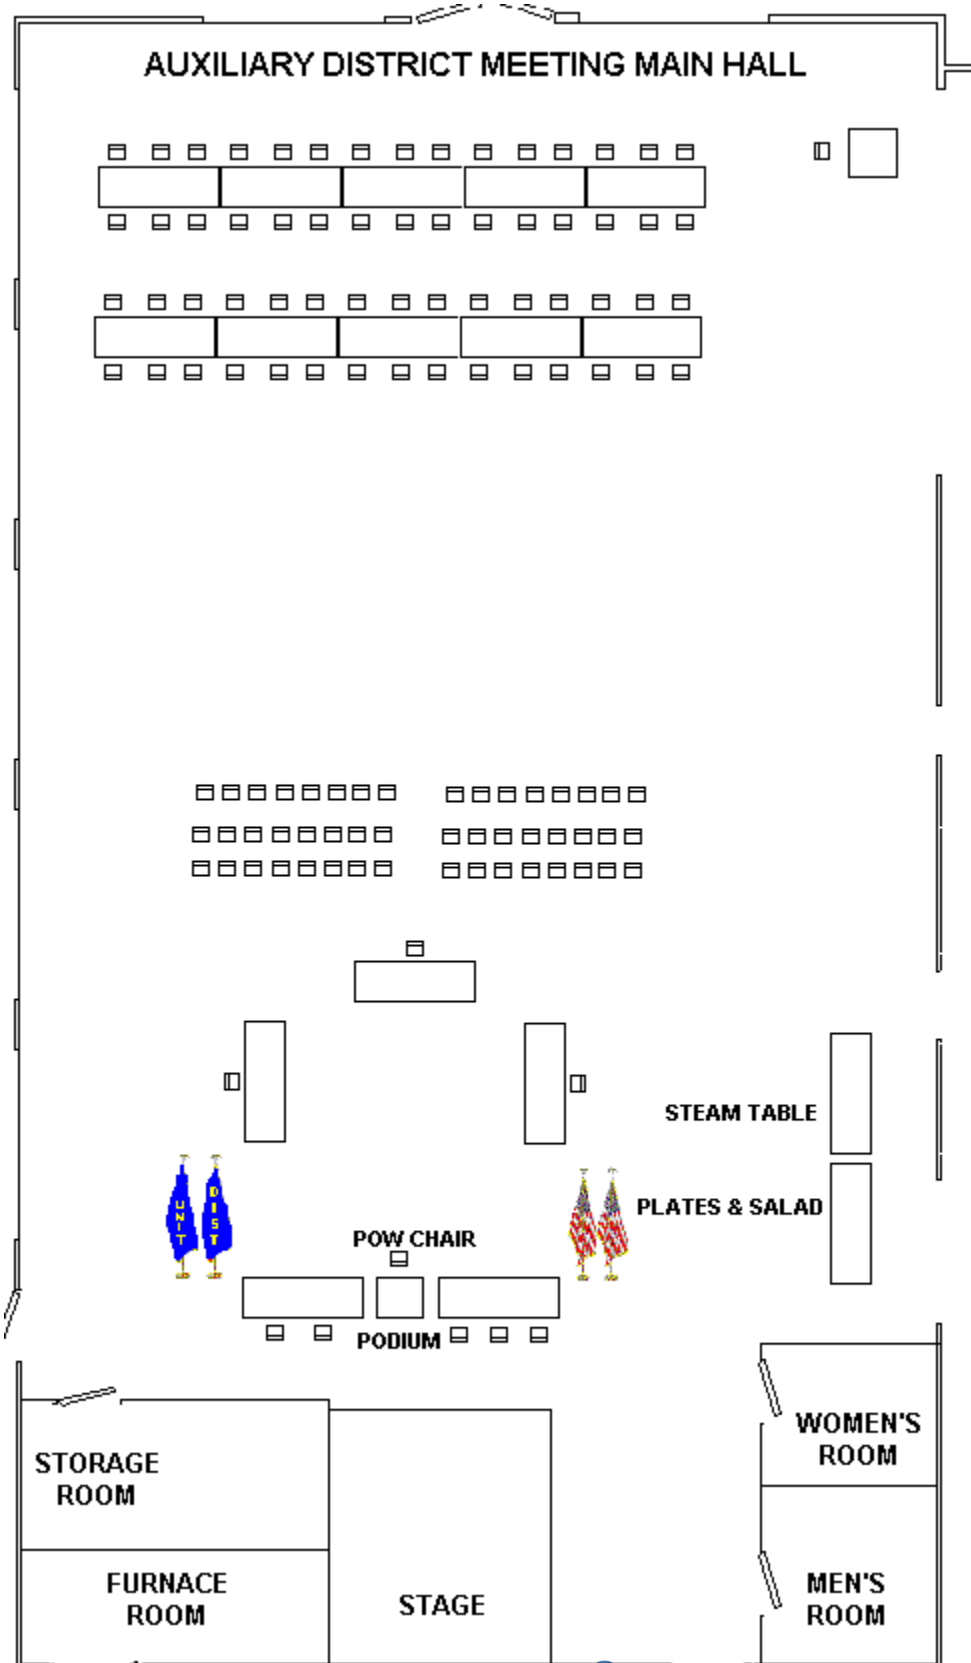 AUXILIARY DISTRICT MEETING MAIN HALL
STEAM TABLE
UNIT
DIST
PLATES & SALAD
POW CHAIR
PODIUM
WOMEN'S
ROOM
STORAGE
ROOM
FURNACE
ROOM
STAGE
MEN'S
ROOM